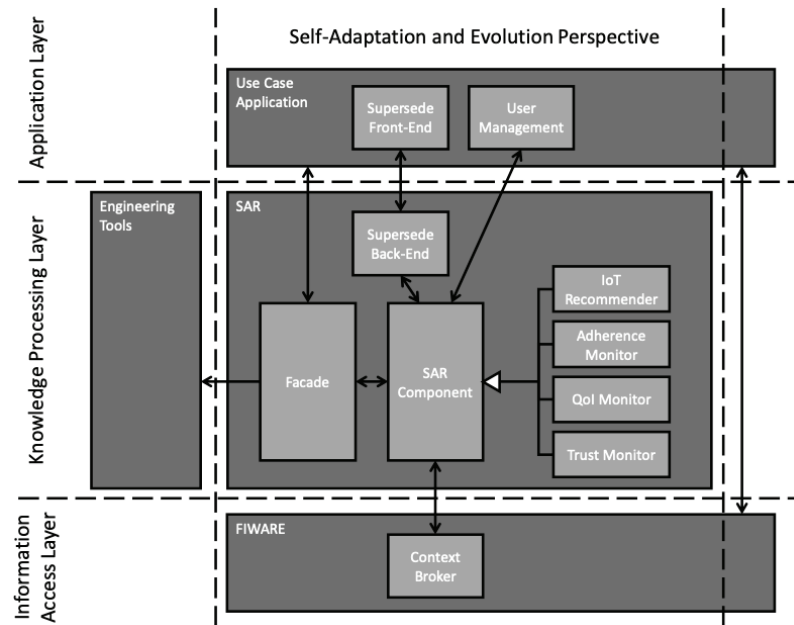 Self-Adaptation and Evolution Perspective
Application Layer
Use Case
Application
Supersede
Front-End
User
Management
Knowledge Processing Layer
Engineering
Tools
SAR
Supersede
Back-End
IoT
Recommender
Adherence
Monitor
Facade
SAR
Component
QoI Monitor
Trust Monitor
Information
Access Layer
FIWARE
Context
Broker